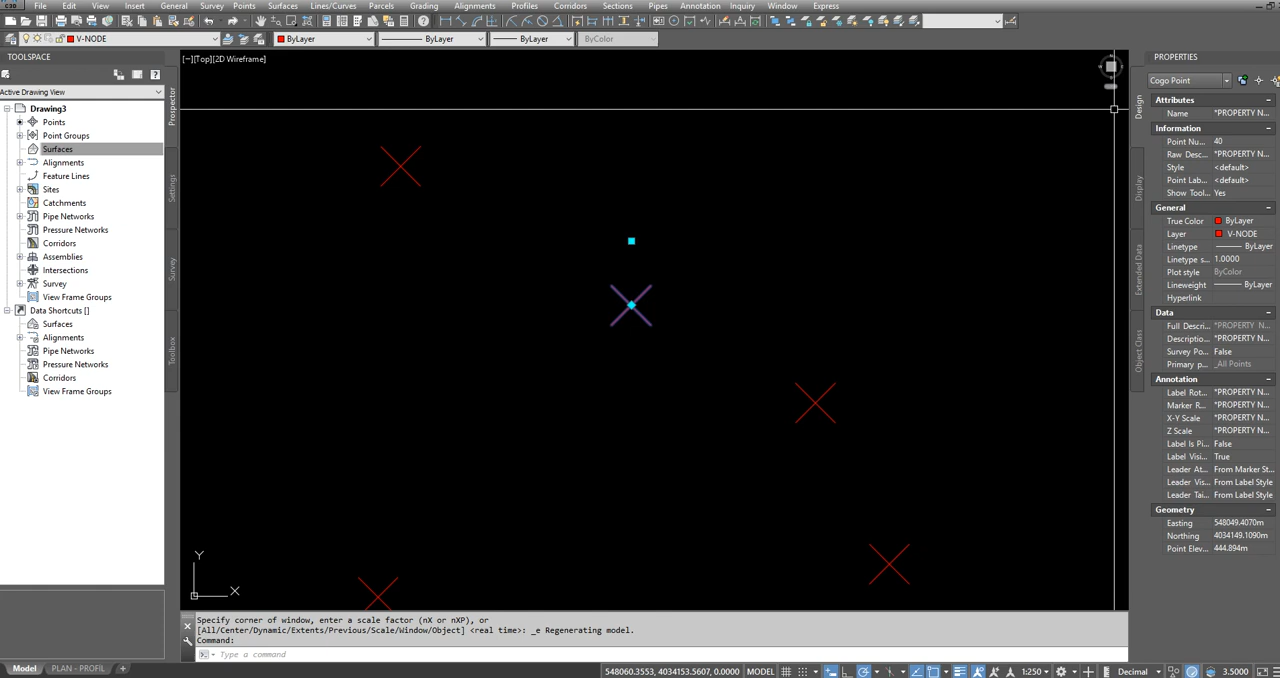 File Edit View Insert General Survey Points Surfaces Lines/Curves Parcels Grading Alignments Profiles Corridors Sections Pipes Annotation Inquiry Window Express
C3D
V-NODE
ByLayer ByLayer ByLayer ByColor
TOOLSPACE
Active Drawing View
Drawing3
Points
Point Groups
Surfaces
Alignments
Feature Lines
Sites
Catchments
Pipe Networks
Pressure Networks
Corridors
Assemblies
Intersections
Survey
View Frame Groups
Data Shortcuts []
Surfaces
Alignments
Pipe Networks
Pressure Networks
Corridors
View Frame Groups
Prospector
Settings
Survey
Toolbox
[−][Top][2D Wireframe]
Y
X
Design
Display
Extended Data
Object Class
PROPERTIES
Cogo Point
Attributes
Name *PROPERTY N...
Information
Point Nu... 40
Raw Desc... *PROPERTY N...
Style <default>
Point Lab... <default>
Show Tool... Yes
General
True Color ByLayer
Layer V-NODE
Linetype ByLayer
Linetype s... 1.0000
Plot style ByColor
Lineweight ByLayer
Hyperlink
Data
Full Descri... *PROPERTY N...
Descriptio... *PROPERTY N...
Survey Po... False
Primary p... _All Points
Annotation
Label Rot... *PROPERTY N...
Marker R... *PROPERTY N...
X-Y Scale *PROPERTY N...
Z Scale *PROPERTY N...
Label Is Pi... False
Label Visi... True
Leader At... From Marker St...
Leader Vis... From Label Style
Leader Tai... From Label Style
Geometry
Easting 548049.4070m
Northing 4034149.1090m
Point Elev... 444.894m
Specify corner of window, enter a scale factor (nX or nXP), or
[All/Center/Dynamic/Extents/Previous/Scale/Window/Object] <real time>: _e Regenerating model.
Command:
Type a command
Model PLAN - PROFIL +
548060.3553, 4034153.5607, 0.0000 MODEL 1:250 Decimal 3.5000